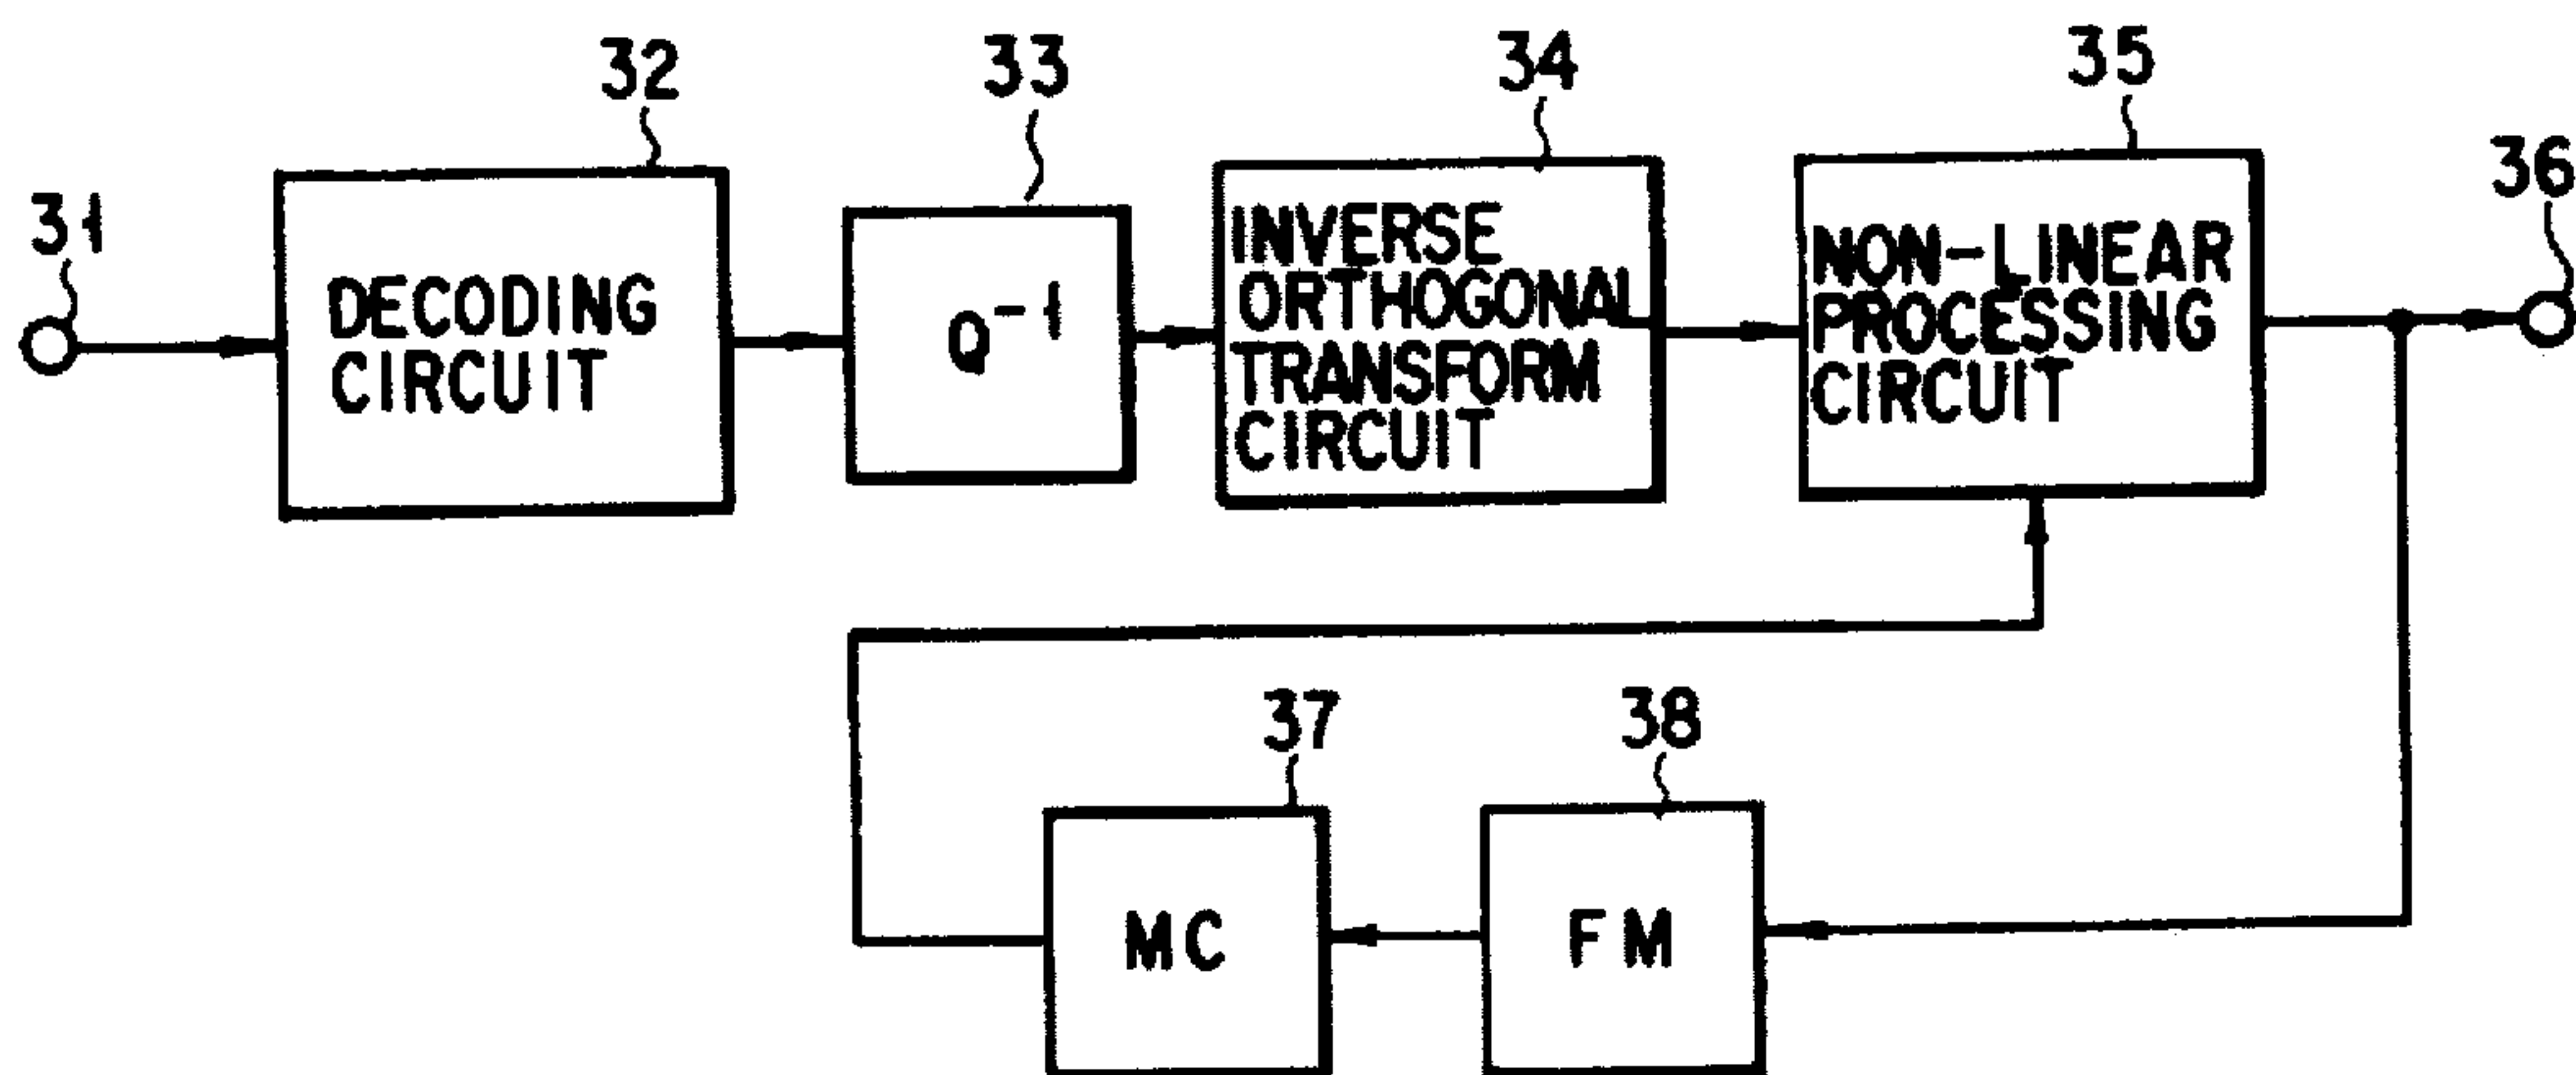 31
32
33
34
35
36
DECODING
CIRCUIT
Q⁻¹
INVERSE
ORTHOGONAL
TRANSFORM
CIRCUIT
NON-LINEAR
PROCESSING
CIRCUIT
37
38
MC
FM